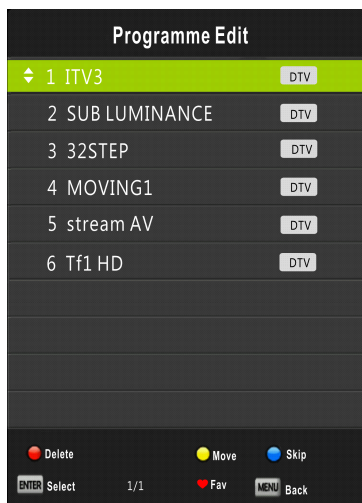 Programme Edit
1 ITV3 DTV
2 SUB LUMINANCE DTV
3 32STEP DTV
4 MOVING1 DTV
5 stream AV DTV
6 Tf1 HD DTV
Delete Move Skip
ENTER Select 1/1 Fav MENU Back